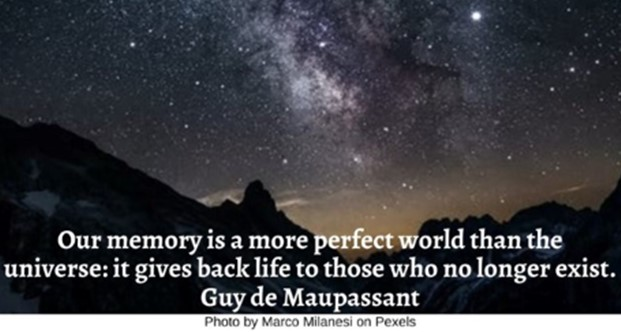 Our memory is a more perfect world than the
universe: it gives back life to those who no longer exist.
Guy de Maupassant
Photo by Marco Milanesi on Pexels